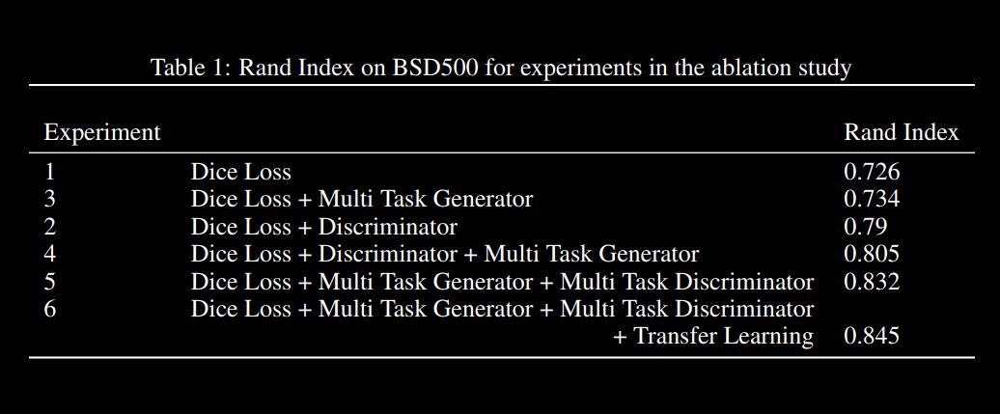 Table 1: Rand Index on BSD500 for experiments in the ablation study
Experiment Rand Index
1 Dice Loss 0.726
3 Dice Loss + Multi Task Generator 0.734
2 Dice Loss + Discriminator 0.79
4 Dice Loss + Discriminator + Multi Task Generator 0.805
5 Dice Loss + Multi Task Generator + Multi Task Discriminator 0.832
6 Dice Loss + Multi Task Generator + Multi Task Discriminator
+ Transfer Learning 0.845